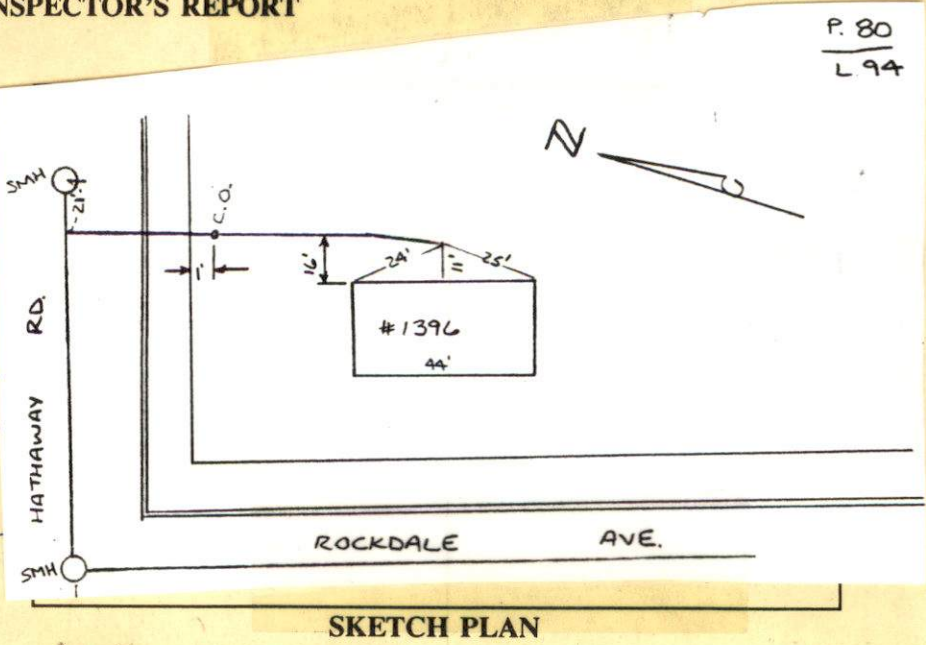 NSPECTOR'S REPORT
P. 80
L. 94
N
SMH
21'
C.O.
1'
16'
24'
11'
25'
#1396
44'
HATHAWAY RD.
ROCKDALE AVE.
SMH
SKETCH PLAN